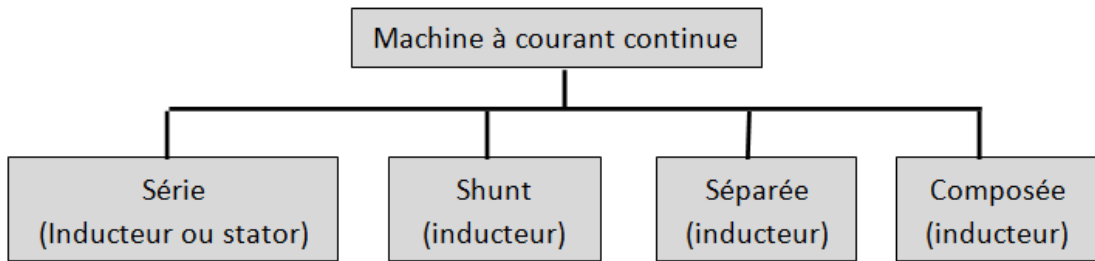 Machine à courant continue
Série
(Inducteur ou stator)
Shunt
(inducteur)
Séparée
(inducteur)
Composée
(inducteur)